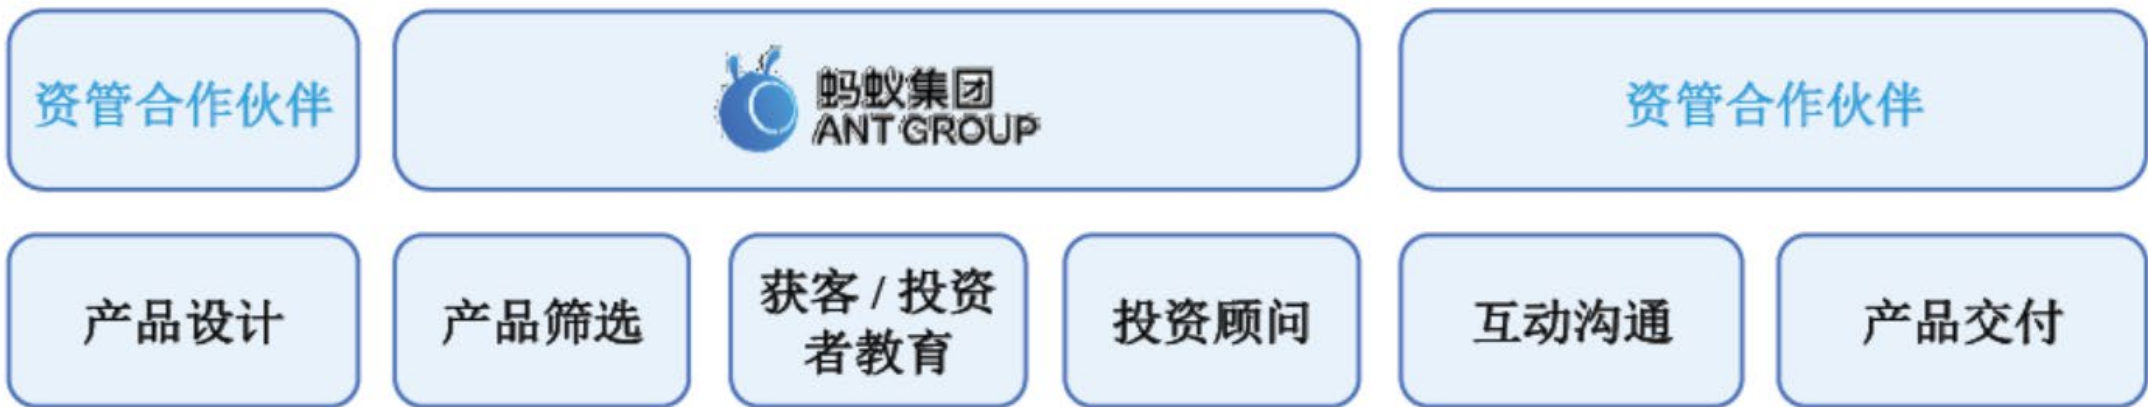 资管合作伙伴
蚂蚁集团
ANT GROUP
资管合作伙伴
产品设计
产品筛选
获客 / 投资
者教育
投资顾问
互动沟通
产品交付